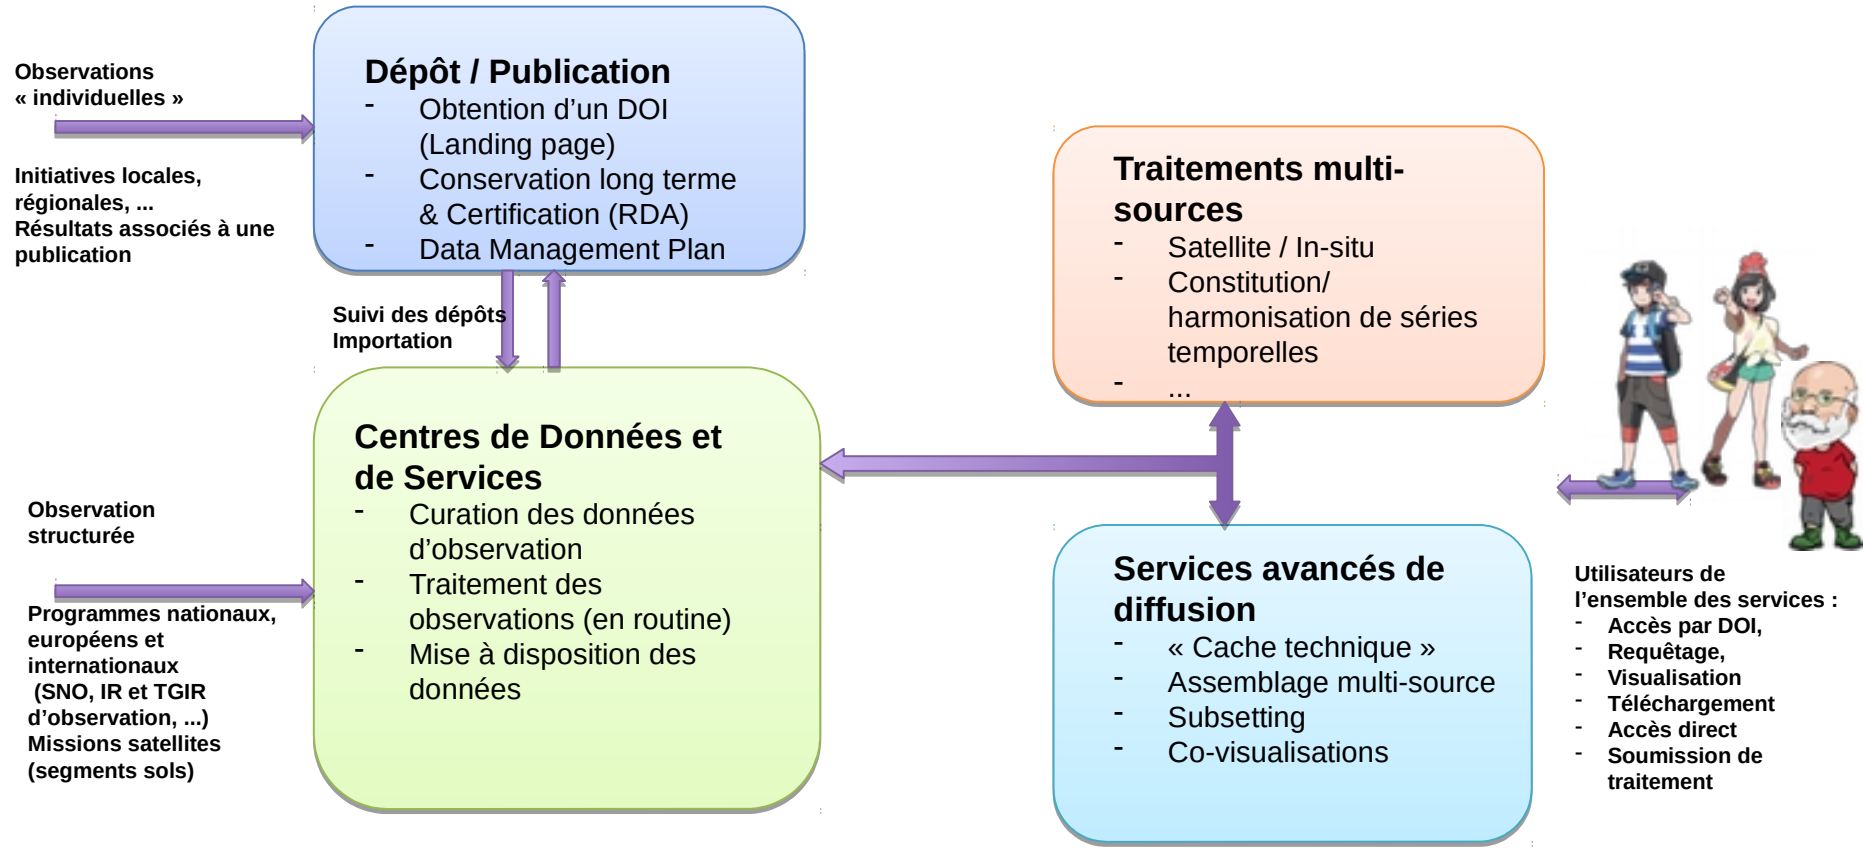 Observations
« individuelles »
Initiatives locales,
régionales, ...
Résultats associés à une
publication
Dépôt / Publication
- Obtention d’un DOI
(Landing page)
- Conservation long terme
& Certification (RDA)
- Data Management Plan
Suivi des dépôts
Importation
Observation
structurée
Programmes nationaux,
européens et
internationaux
(SNO, IR et TGIR
d’observation, ...)
Missions satellites
(segments sols)
Centres de Données et
de Services
- Curation des données
d’observation
- Traitement des
observations (en routine)
- Mise à disposition des
données
Traitements multi-
sources
- Satellite / In-situ
- Constitution/
harmonisation de séries
temporelles
- ...
Services avancés de
diffusion
- « Cache technique »
- Assemblage multi-source
- Subsetting
- Co-visualisations
Utilisateurs de
l’ensemble des services :
- Accès par DOI,
- Requêtage,
- Visualisation
- Téléchargement
- Accès direct
- Soumission de
traitement